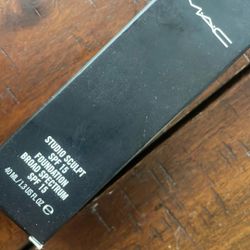 MAC
STUDIO SCULPT
SPF 15
FOUNDATION
BROAD SPECTRUM
SPF 15
40 ML/1.3 US FL OZ e